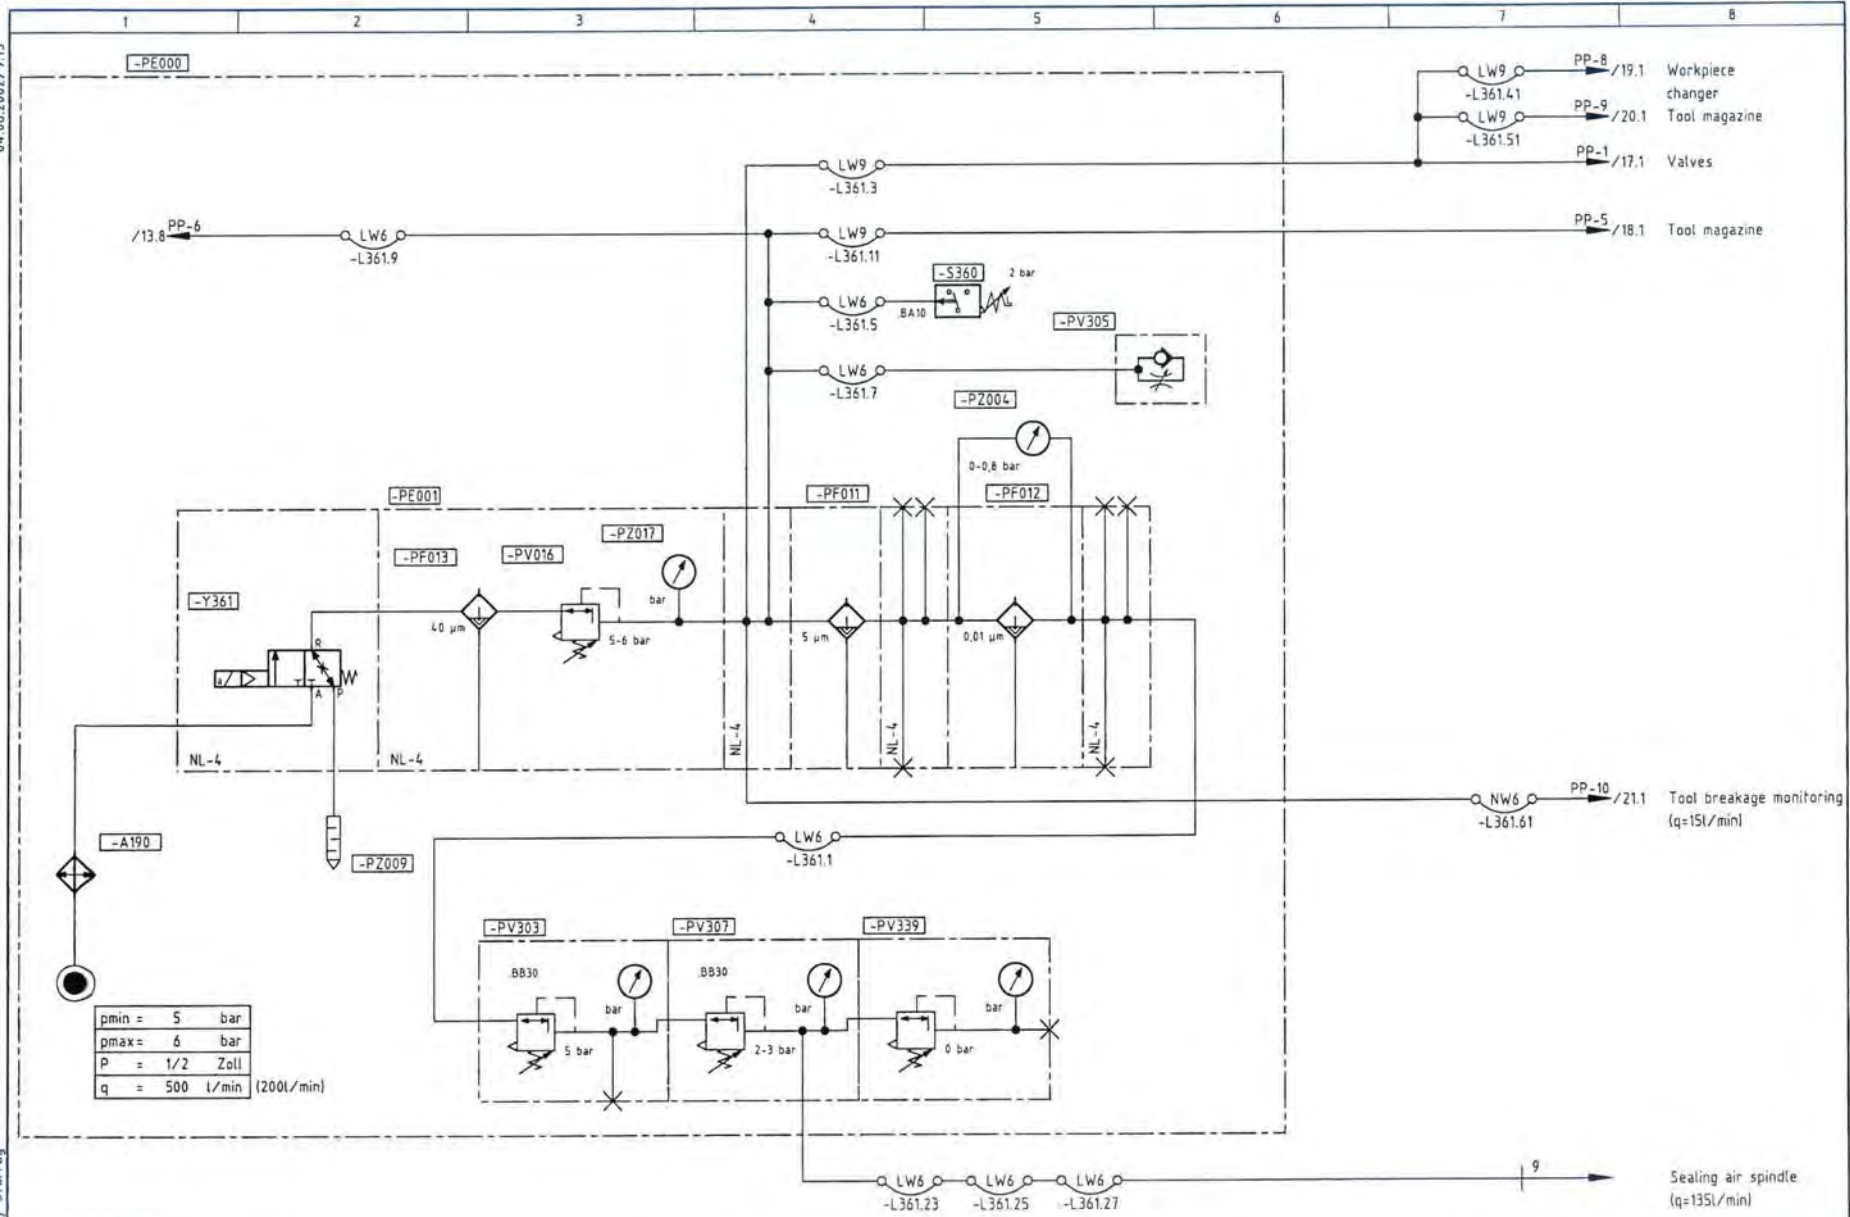 1 2 3 4 5 6 7 8
-PE000
PP-8
LW9 /19.1 Workpiece
-L361.41 changer
PP-9
LW9 /20.1 Tool magazine
-L361.51
PP-1
LW9 /17.1 Valves
-L361.3
PP-6
/13.8 LW6
-L361.9
PP-5
LW9 /18.1 Tool magazine
-L361.11
-S360 2 bar
LW6 .BA10
-L361.5
-PV305
LW6
-L361.7
-PZ004
0-0,8 bar
-PE001
-PF011
-PF012
-PZ017
-PF013
-PV016
bar
-Y361
40 µm
5-6 bar
5 µm
0,01 µm
R
A P
NL-4
NL-4
NL-4
NL-4
NL-4
PP-10
NW6 /21.1 Tool breakage monitoring
-L361.61 (q=15l/min)
-A190
-PZ009
LW6
-L361.1
-PV303
-PV307
-PV339
.BB30
.BB30
bar
bar
bar
5 bar
2-3 bar
0 bar
pmin = 5 bar
pmax= 6 bar
P = 1/2 Zoll
q = 500 l/min (200l/min)
LW6 LW6 LW6
-L361.23 -L361.25 -L361.27
9
Sealing air spindle
(q=135l/min)